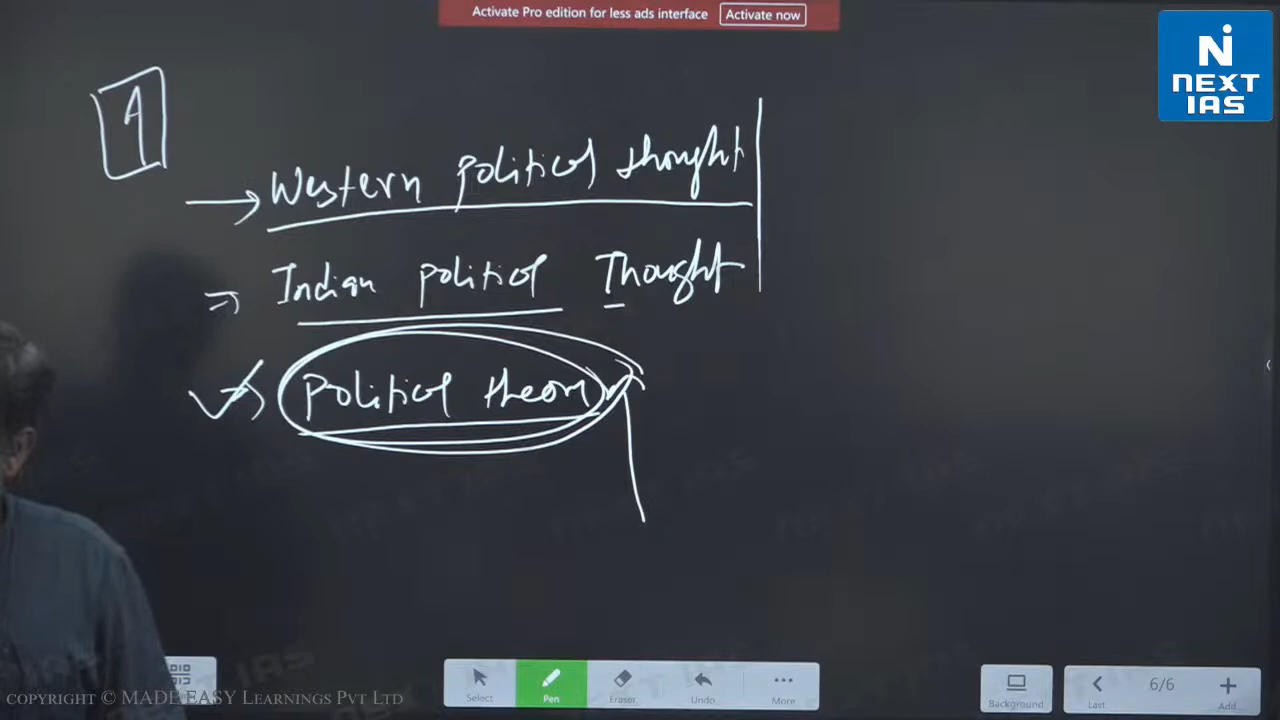 Activate Pro edition for less ads interface Activate now
NEXT
IAS
A
Western political thought
Indian political Thought
political theory
Select Pen Eraser Undo More
Background Last 6/6 Add
COPYRIGHT © MADE EASY LEARNINGS PVT LTD